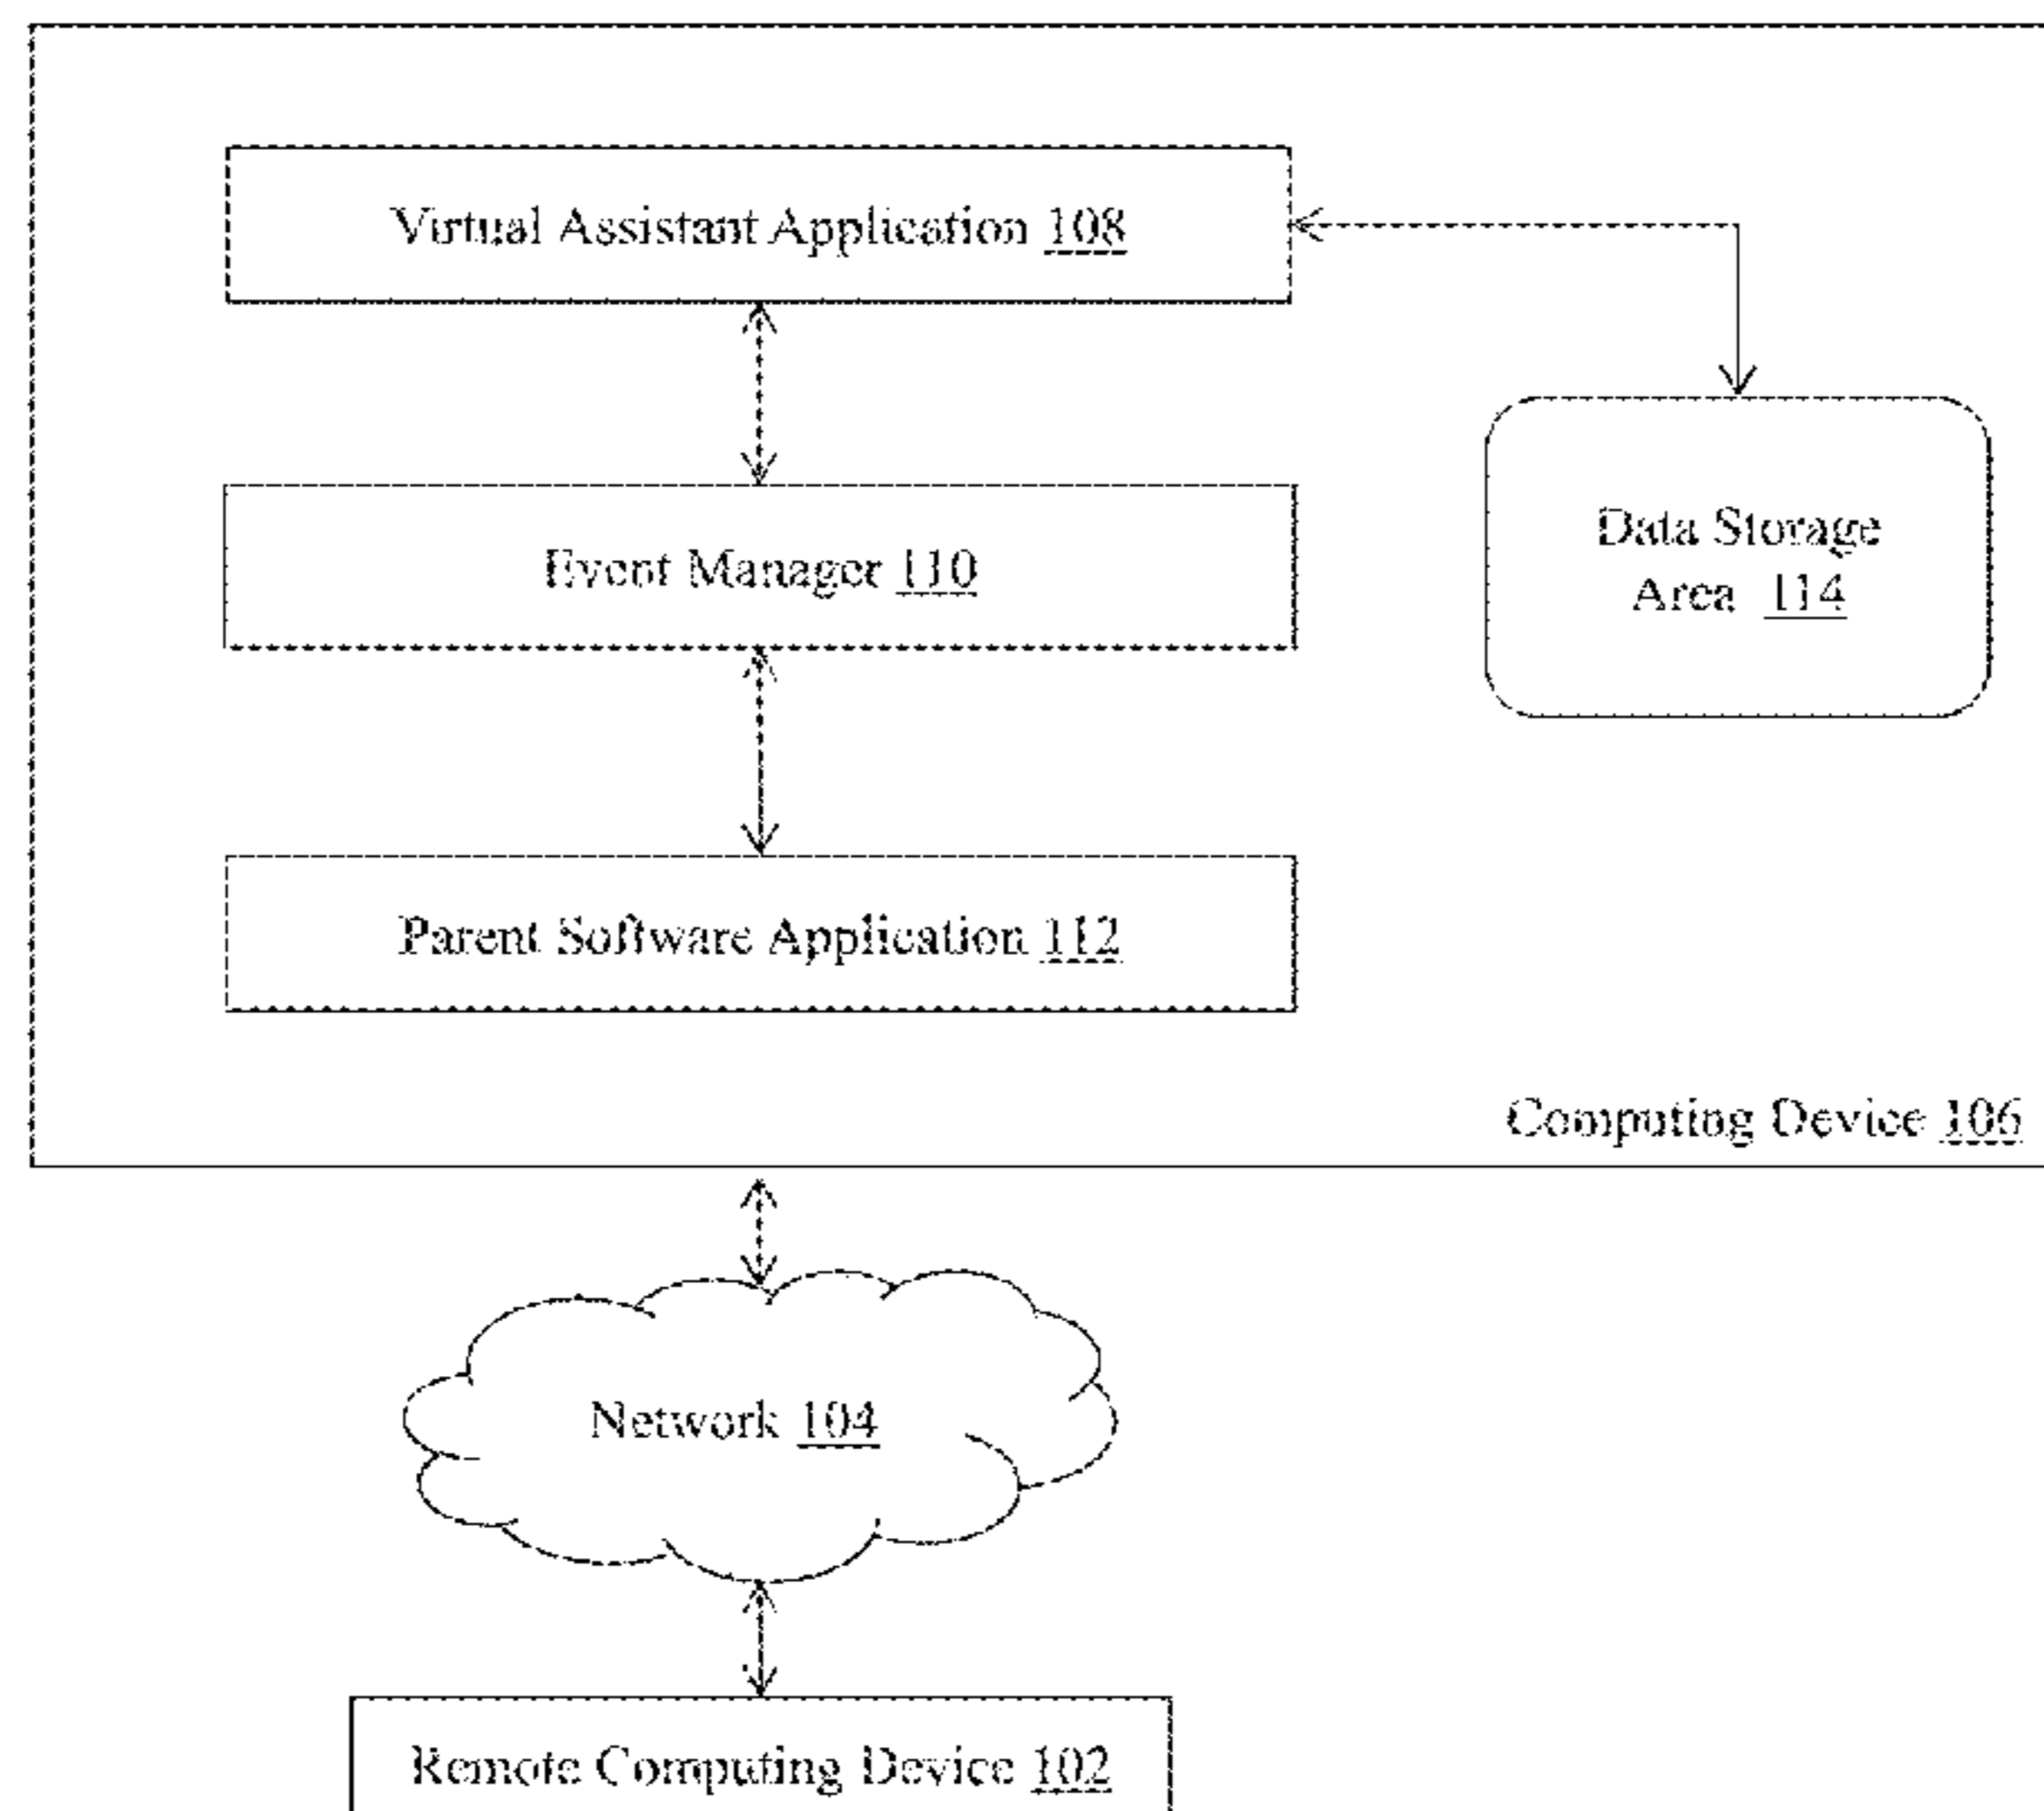 Virtual Assistant Application 108
Event Manager 110
Data Storage
Area 114
Parent Software Application 112
Computing Device 106
Network 104
Remote Computing Device 102